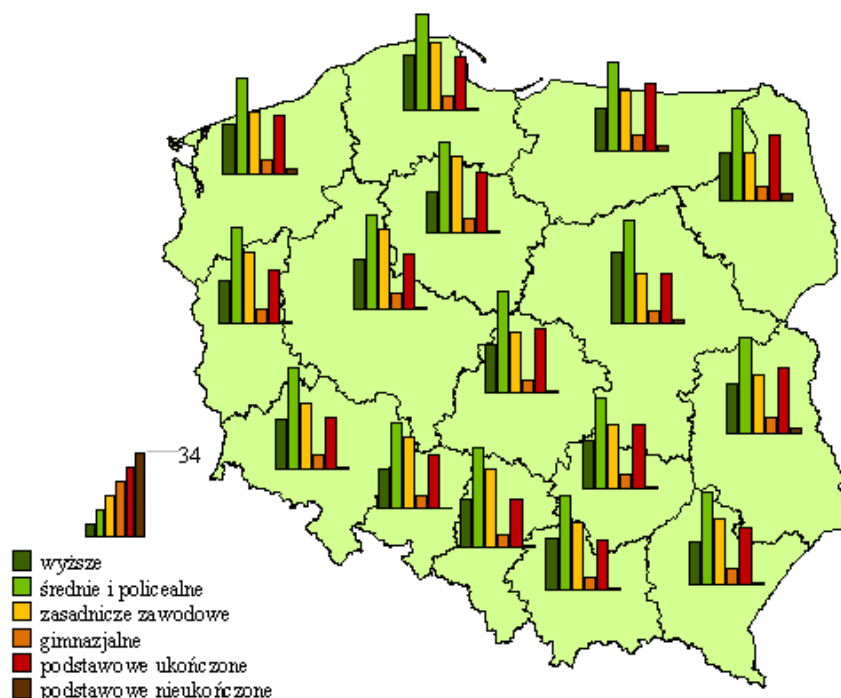 34
wyższe
średnie i policealne
zasadnicze zawodowe
gimnazjalne
podstawowe ukończone
podstawowe nieukończone